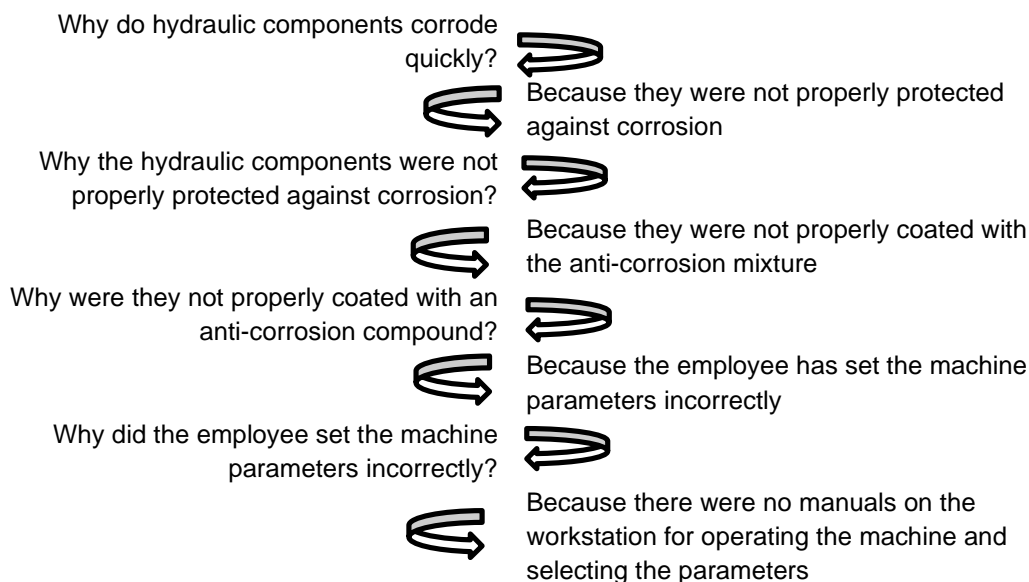 Why do hydraulic components corrode
quickly?
Because they were not properly protected
against corrosion
Why the hydraulic components were not
properly protected against corrosion?
Because they were not properly coated with
the anti-corrosion mixture
Why were they not properly coated with an
anti-corrosion compound?
Because the employee has set the machine
parameters incorrectly
Why did the employee set the machine
parameters incorrectly?
Because there were no manuals on the
workstation for operating the machine and
selecting the parameters